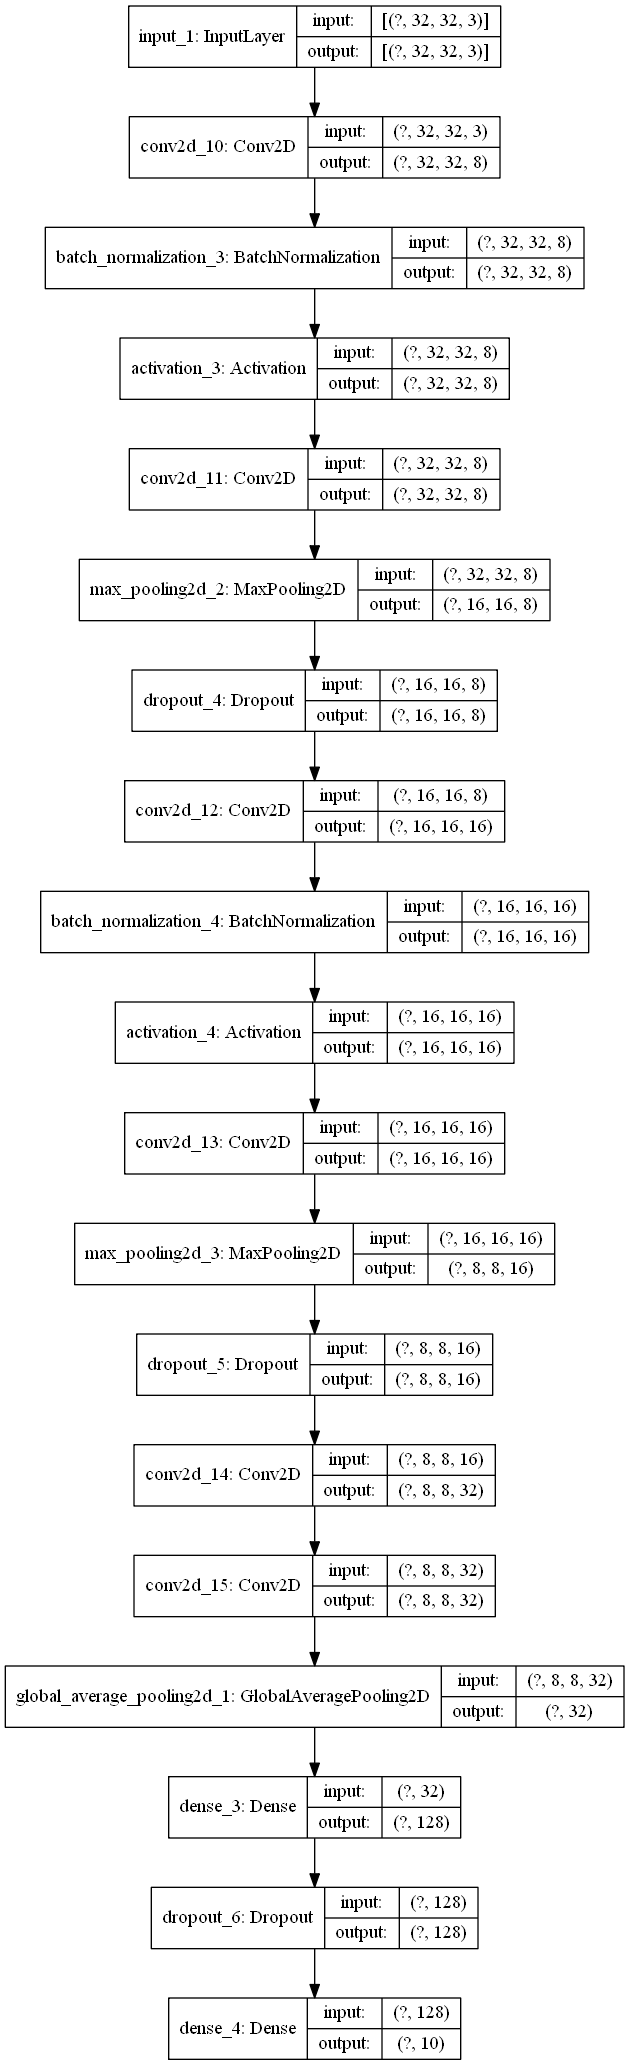 input_1: InputLayer
input: [(?, 32, 32, 3)]
output: [(?, 32, 32, 3)]
conv2d_10: Conv2D
input: (?, 32, 32, 3)
output: (?, 32, 32, 8)
batch_normalization_3: BatchNormalization
input: (?, 32, 32, 8)
output: (?, 32, 32, 8)
activation_3: Activation
input: (?, 32, 32, 8)
output: (?, 32, 32, 8)
conv2d_11: Conv2D
input: (?, 32, 32, 8)
output: (?, 32, 32, 8)
max_pooling2d_2: MaxPooling2D
input: (?, 32, 32, 8)
output: (?, 16, 16, 8)
dropout_4: Dropout
input: (?, 16, 16, 8)
output: (?, 16, 16, 8)
conv2d_12: Conv2D
input: (?, 16, 16, 8)
output: (?, 16, 16, 16)
batch_normalization_4: BatchNormalization
input: (?, 16, 16, 16)
output: (?, 16, 16, 16)
activation_4: Activation
input: (?, 16, 16, 16)
output: (?, 16, 16, 16)
conv2d_13: Conv2D
input: (?, 16, 16, 16)
output: (?, 16, 16, 16)
max_pooling2d_3: MaxPooling2D
input: (?, 16, 16, 16)
output: (?, 8, 8, 16)
dropout_5: Dropout
input: (?, 8, 8, 16)
output: (?, 8, 8, 16)
conv2d_14: Conv2D
input: (?, 8, 8, 16)
output: (?, 8, 8, 32)
conv2d_15: Conv2D
input: (?, 8, 8, 32)
output: (?, 8, 8, 32)
global_average_pooling2d_1: GlobalAveragePooling2D
input: (?, 8, 8, 32)
output: (?, 32)
dense_3: Dense
input: (?, 32)
output: (?, 128)
dropout_6: Dropout
input: (?, 128)
output: (?, 128)
dense_4: Dense
input: (?, 128)
output: (?, 10)